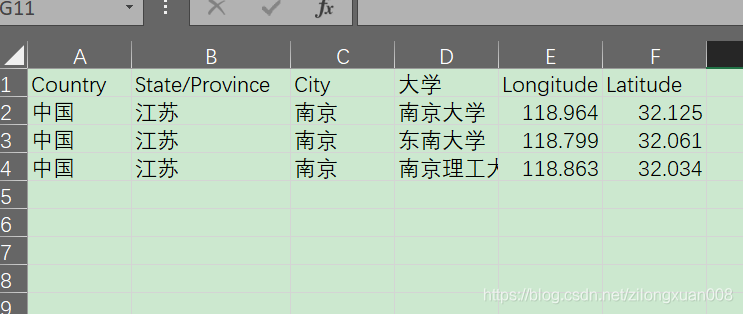 G11 fx
A B C D E F
1 Country State/Province City 大学 Longitude Latitude
2 中国 江苏 南京 南京大学 118.964 32.125
3 中国 江苏 南京 东南大学 118.799 32.061
4 中国 江苏 南京 南京理工大 118.863 32.034
5
6
7
8
9
https://blog.csdn.net/zilongxuan008